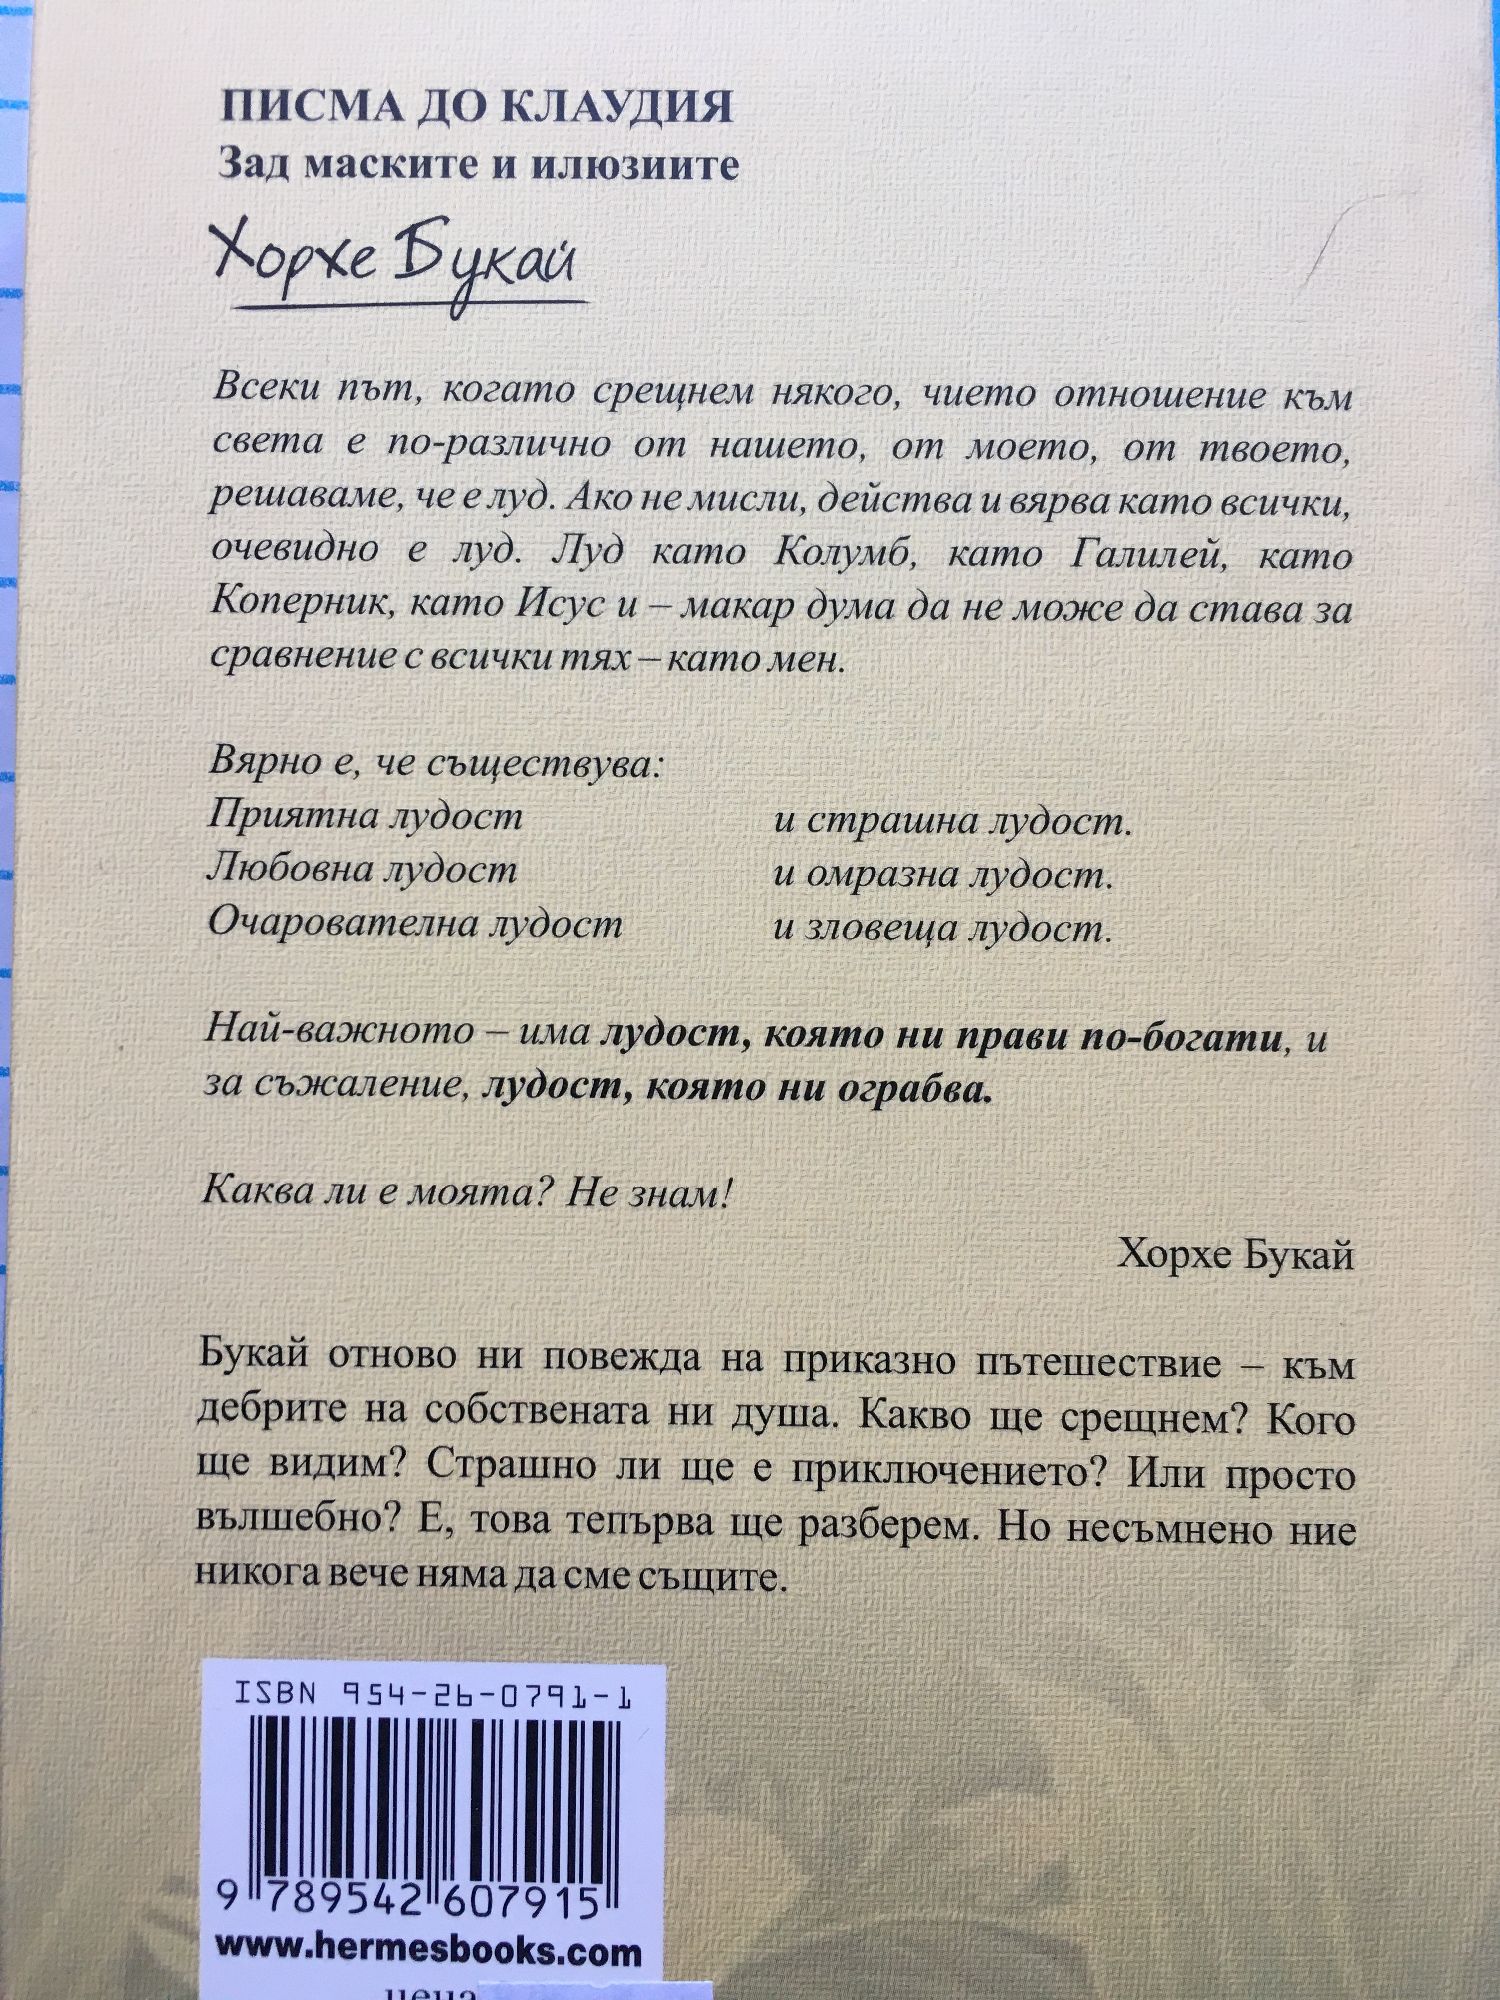 ПИСМА ДО КЛАУДИЯ
Зад маските и илюзиите
Хорхе Букай
Всеки път, когато срещнем някого, чието отношение към
света е по-различно от нашето, от моето, от твоето,
решаваме, че е луд. Ако не мисли, действа и вярва като всички,
очевидно е луд. Луд като Колумб, като Галилей, като
Коперник, като Исус и – макар дума да не може да става за
сравнение с всички тях – като мен.
Вярно е, че съществува:
Приятна лудост и страшна лудост.
Любовна лудост и омразна лудост.
Очарователна лудост и зловеща лудост.
Най-важното – има лудост, която ни прави по-богати, и
за съжаление, лудост, която ни ограбва.
Каква ли е моята? Не знам!
Хорхе Букай
Букай отново ни повежда на приказно пътешествие – към
дебрите на собствената ни душа. Какво ще срещнем? Кого
ще видим? Страшно ли ще е приключението? Или просто
вълшебно? Е, това тепърва ще разберем. Но несъмнено ние
никога вече няма да сме същите.
ISBN 954-26-0791-1
9 789542 607915
www.hermesbooks.com
цена